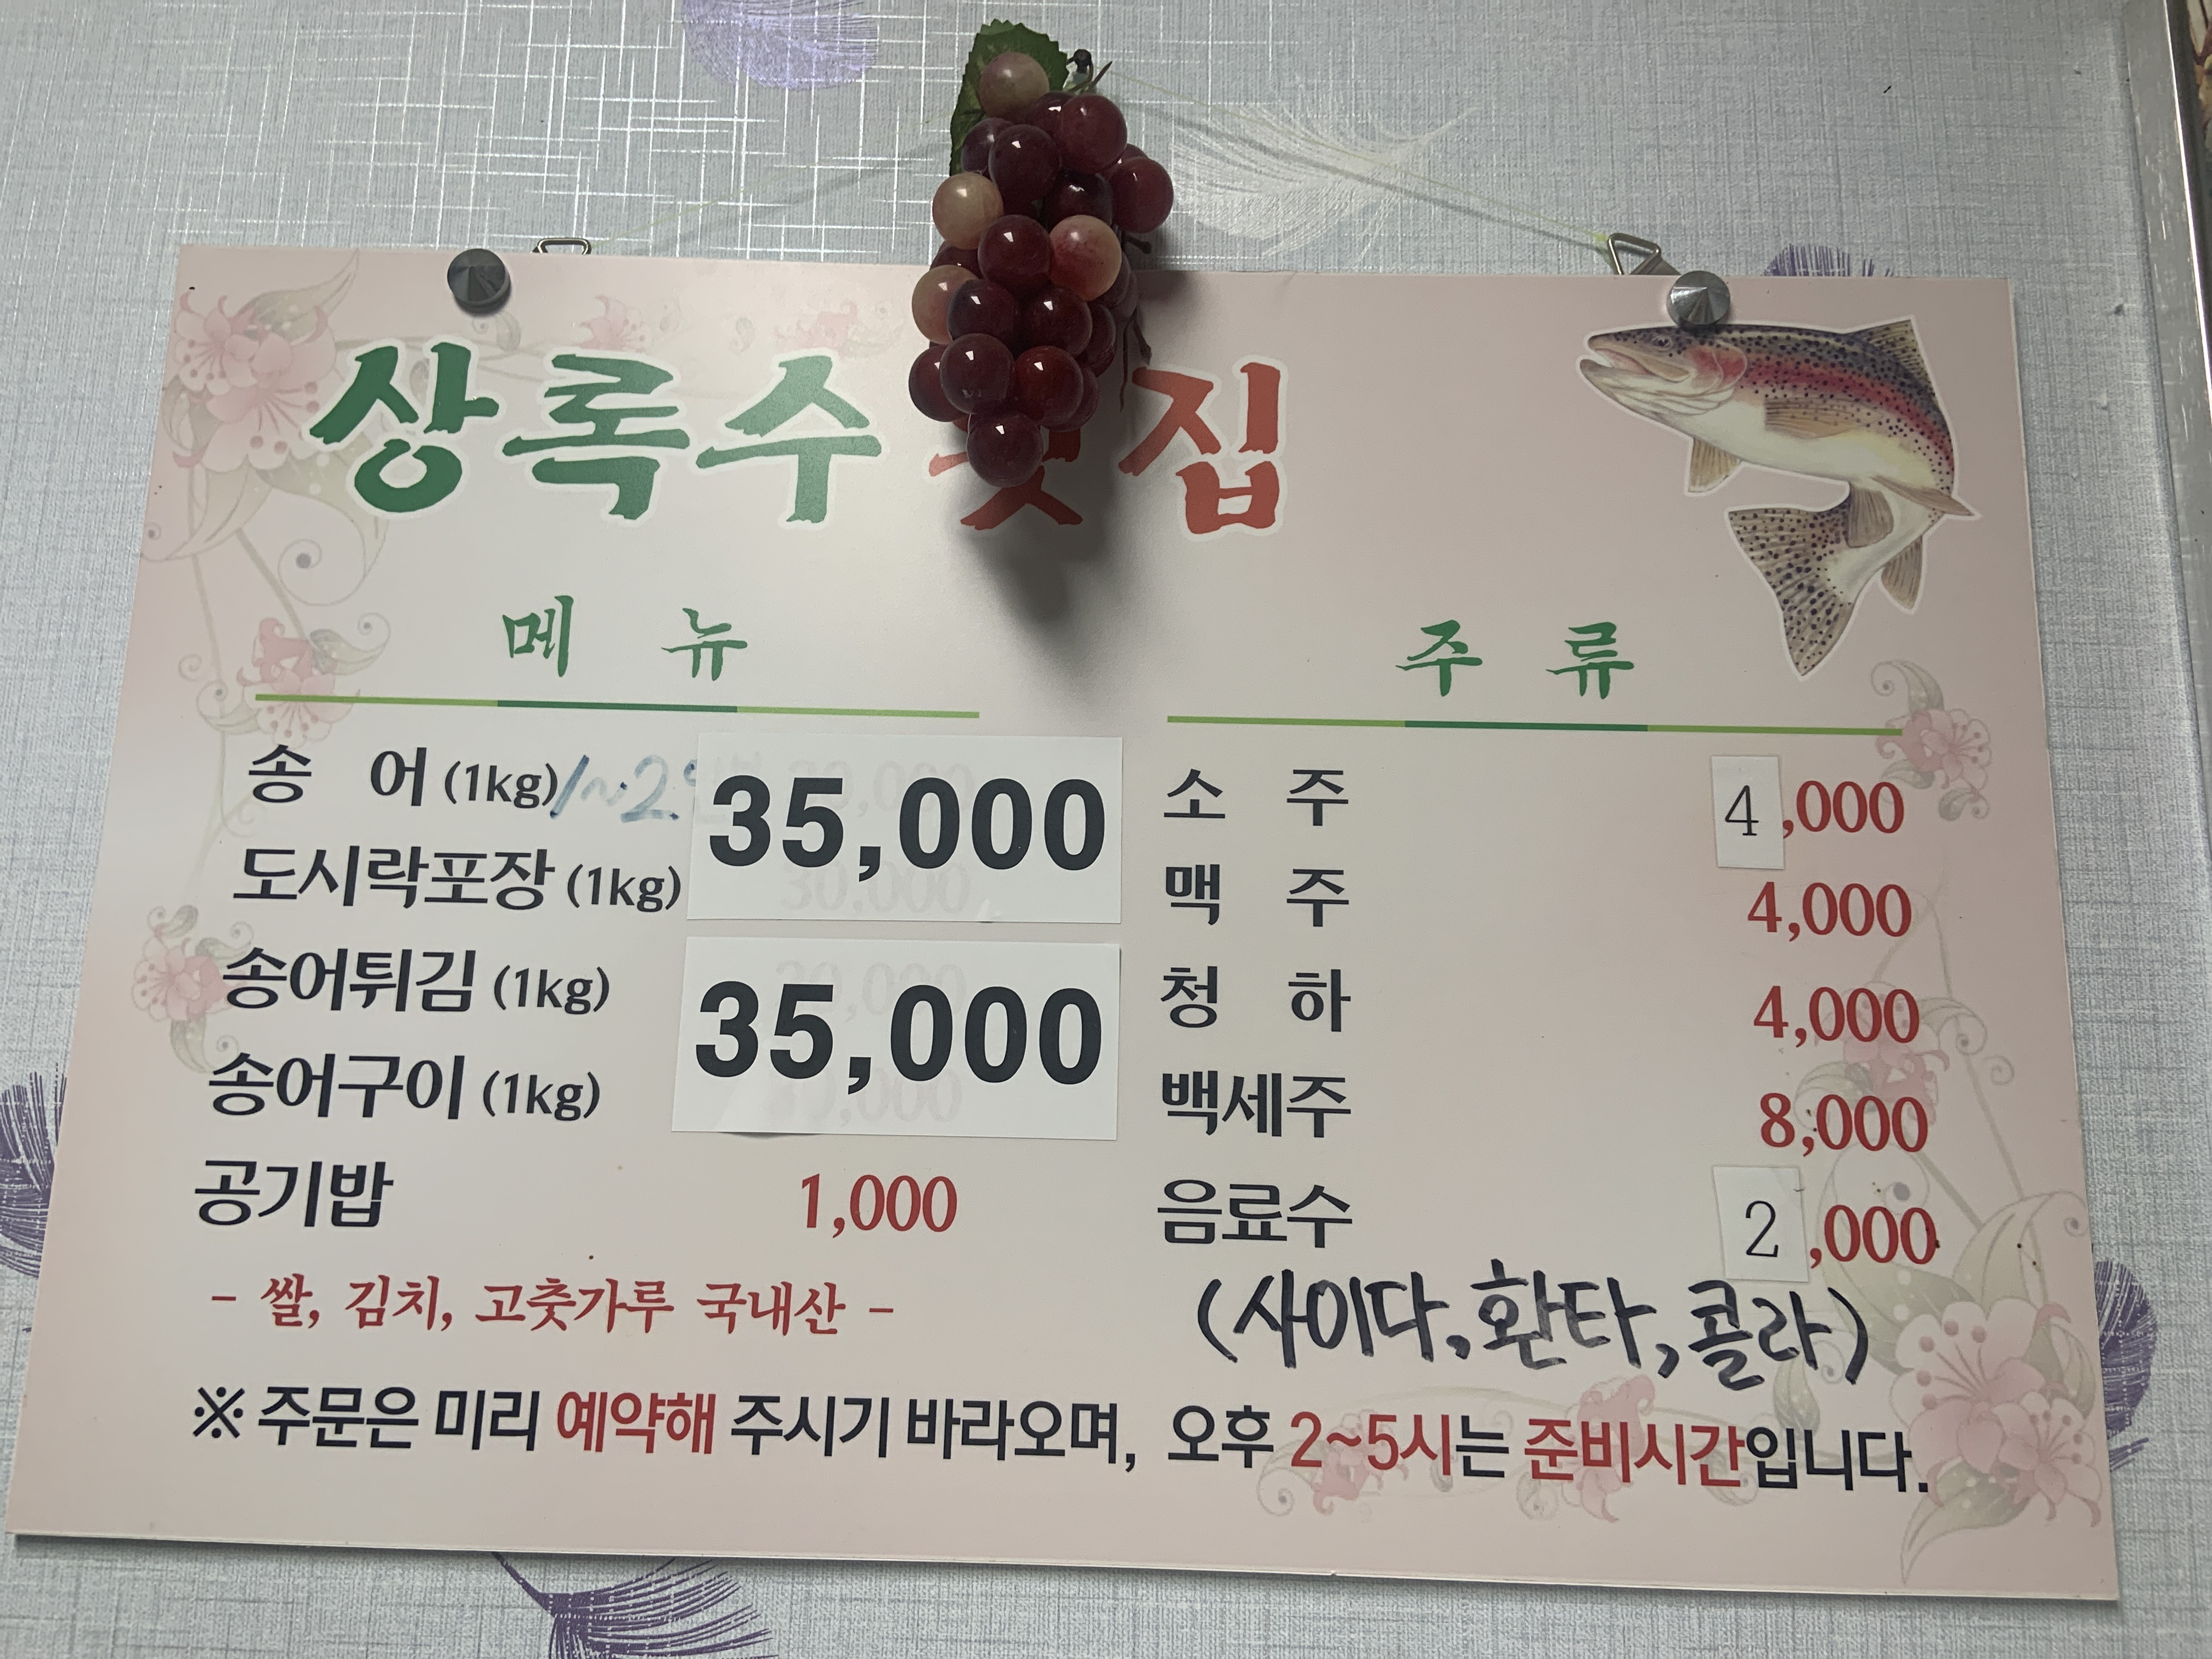 상록수 집
메뉴
송어 (1kg) 1~2 35,000
도시락포장 (1kg)
송어튀김 (1kg) 35,000
송어구이 (1kg)
공기밥 1,000
- 쌀, 김치, 고춧가루 국내산 -
주류
소주 4,000
맥주 4,000
청하 4,000
백세주 8,000
음료수 2,000
(사이다,환타,콜라)
※ 주문은 미리 예약해 주시기 바라오며, 오후 2~5시는 준비시간입니다.